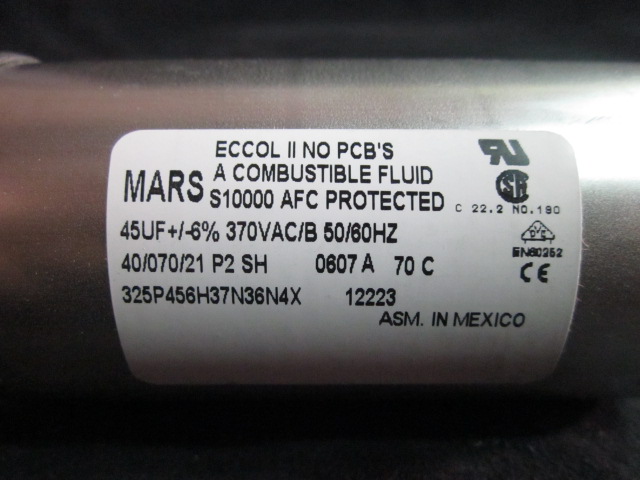 ECCOL II NO PCB'S
A COMBUSTIBLE FLUID
MARS S10000 AFC PROTECTED
C 22.2 NO.190
45UF+/-6% 370VAC/B 50/60HZ
40/070/21 P2 SH 0607 A 70 C
EN60252
CE
325P456H37N36N4X 12223
ASM. IN MEXICO